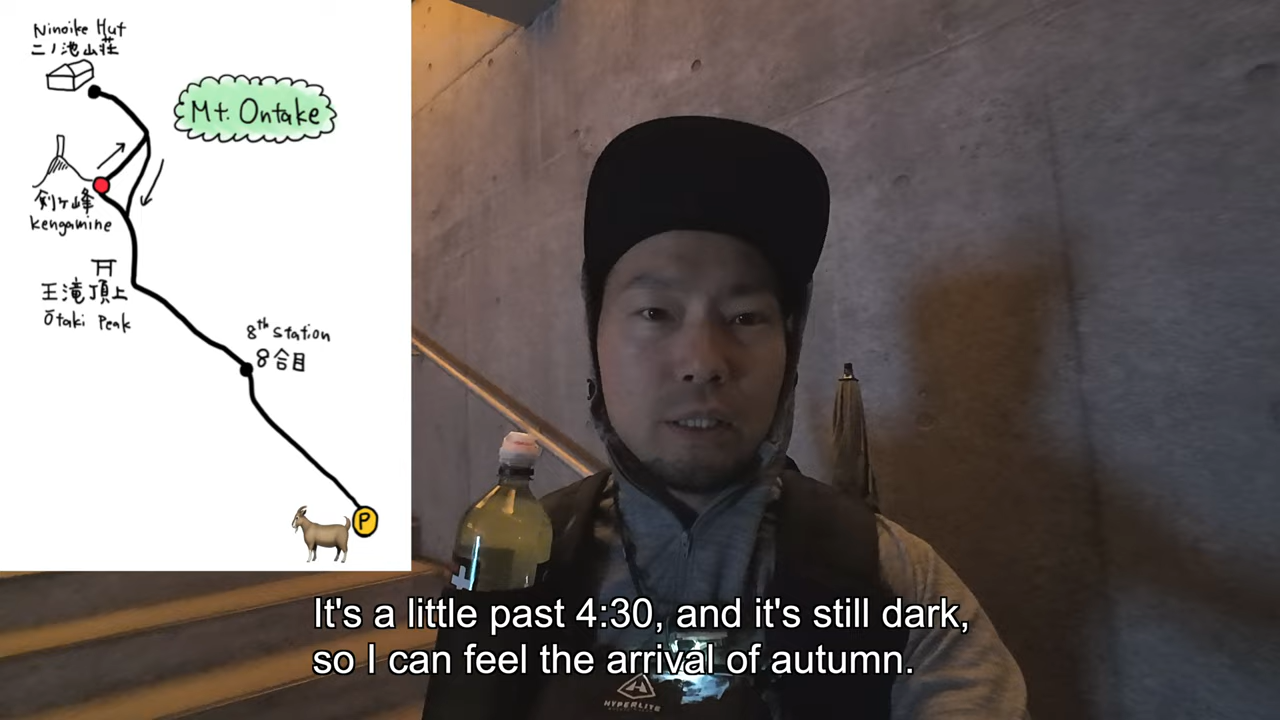 Ninoike Hut
二ノ池山荘
Mt. Ontake
剣ヶ峰
kengamine
王滝頂上
Ōtaki Peak
8th Station
8合目
P
It's a little past 4:30, and it's still dark,
so I can feel the arrival of autumn.
HYPERLITE